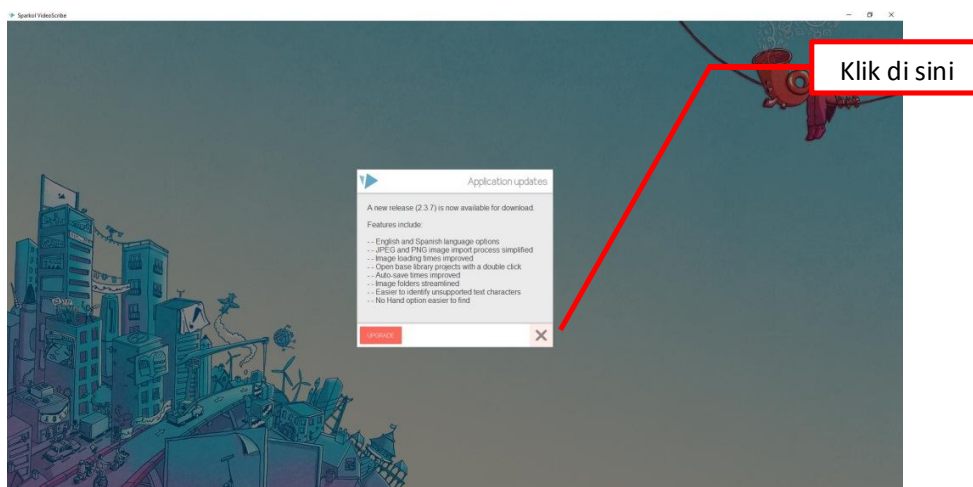 Sparkol VideoScribe
Klik di sini
Application updates
A new release (2.3.7) is now available for download.
Features include:
- - English and Spanish language options
- - JPEG and PNG image import process simplified
- - Image loading times improved
- - Open base library projects with a double click
- - Auto-save times improved
- - Image folders streamlined
- - Easier to identify unsupported text characters
- - No Hand option easier to find
UPGRADE